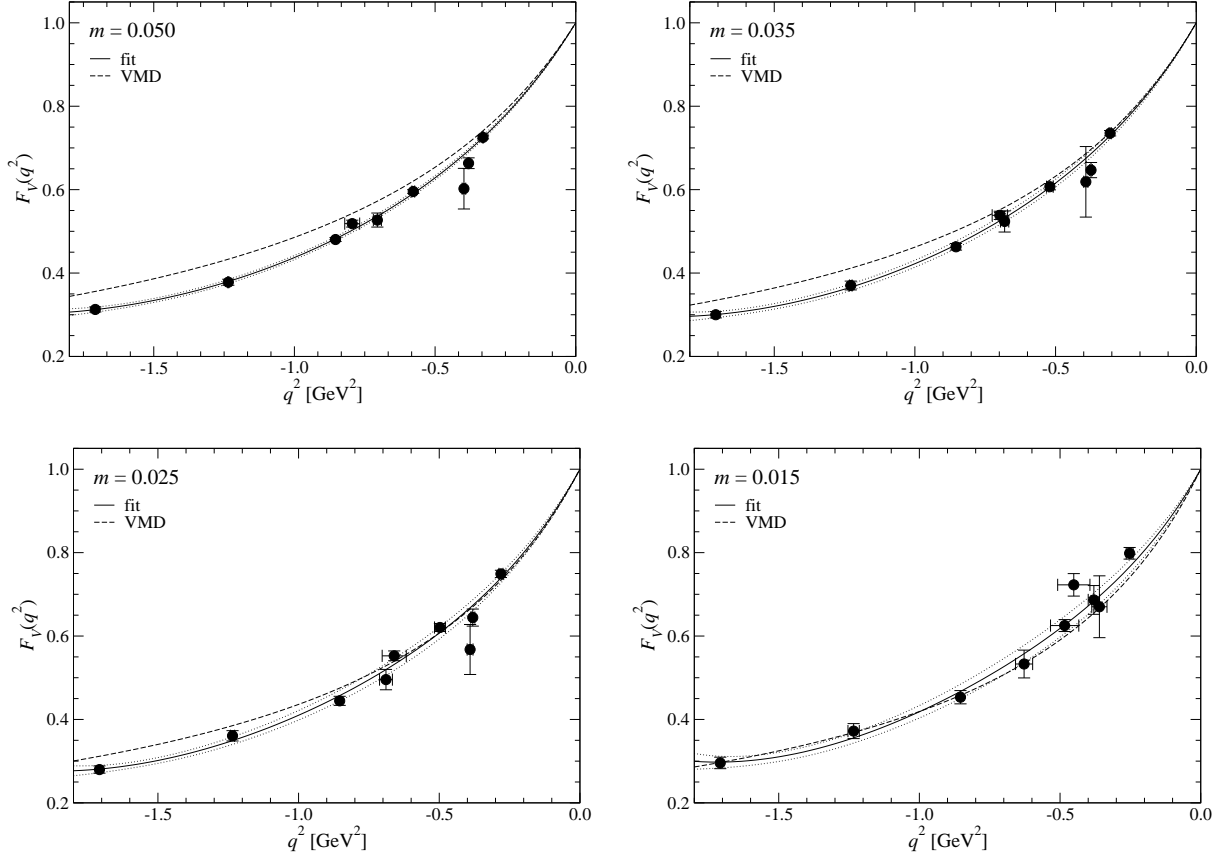 m = 0.050
fit
VMD
1.0
0.8
0.6
0.4
0.2
F_V(q^2)
-1.5
-1.0
-0.5
0.0
q^2 [GeV^2]
m = 0.035
fit
VMD
1.0
0.8
0.6
0.4
0.2
F_V(q^2)
-1.5
-1.0
-0.5
0.0
q^2 [GeV^2]
m = 0.025
fit
VMD
1.0
0.8
0.6
0.4
0.2
F_V(q^2)
-1.5
-1.0
-0.5
0.0
q^2 [GeV^2]
m = 0.015
fit
VMD
1.0
0.8
0.6
0.4
0.2
F_V(q^2)
-1.5
-1.0
-0.5
0.0
q^2 [GeV^2]